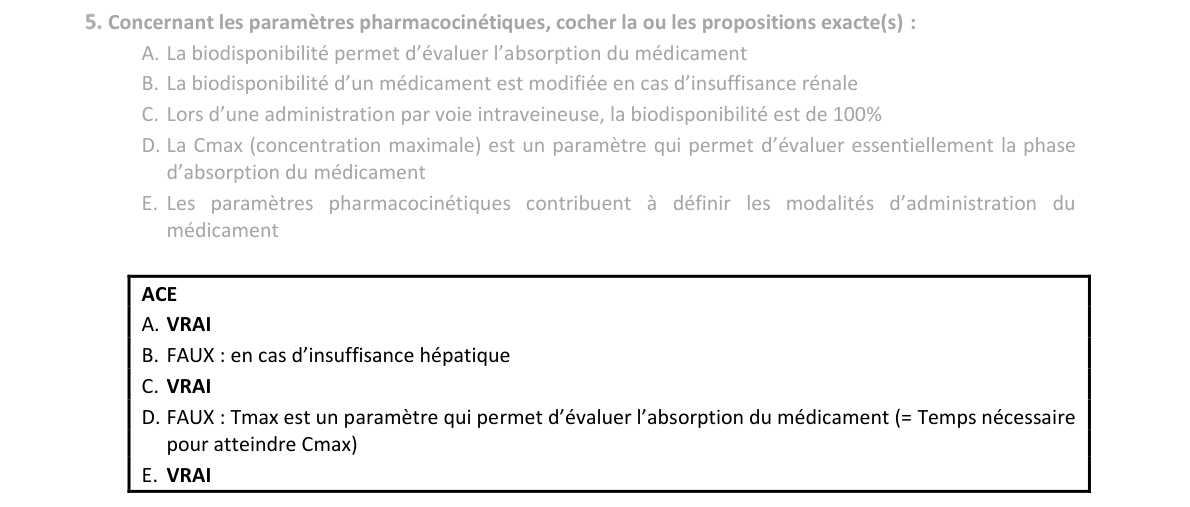 5. Concernant les paramètres pharmacocinétiques, cocher la ou les propositions exacte(s) :
A. La biodisponibilité permet d’évaluer l’absorption du médicament
B. La biodisponibilité d’un médicament est modifiée en cas d’insuffisance rénale
C. Lors d’une administration par voie intraveineuse, la biodisponibilité est de 100%
D. La Cmax (concentration maximale) est un paramètre qui permet d’évaluer essentiellement la phase
d’absorption du médicament
E. Les paramètres pharmacocinétiques contribuent à définir les modalités d’administration du
médicament
ACE
A. VRAI
B. FAUX : en cas d’insuffisance hépatique
C. VRAI
D. FAUX : Tmax est un paramètre qui permet d’évaluer l’absorption du médicament (= Temps nécessaire
pour atteindre Cmax)
E. VRAI